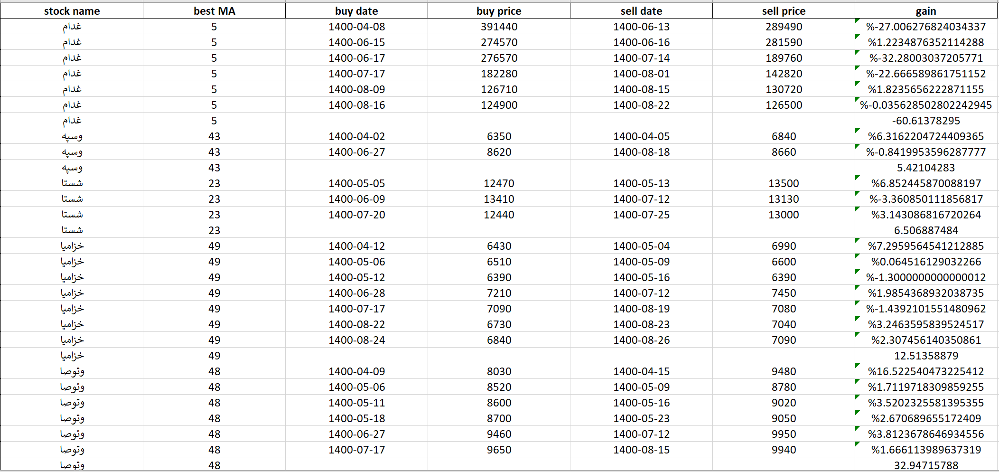 stock name best MA buy date buy price sell date sell price gain
غدام 5 1400-04-08 391440 1400-06-13 289490 %-27.006276824034337
غدام 5 1400-06-15 274570 1400-06-16 281590 %1.2234876352114288
غدام 5 1400-06-17 276570 1400-07-14 189760 %-32.28003037205771
غدام 5 1400-07-17 182280 1400-08-01 142820 %-22.666589861751152
غدام 5 1400-08-09 126710 1400-08-15 130720 %1.8235656222871155
غدام 5 1400-08-16 124900 1400-08-22 126500 %-0.035628502802242945
غدام 5 -60.61378295
وسپه 43 1400-04-02 6350 1400-04-05 6840 %6.3162204724409365
وسپه 43 1400-06-27 8620 1400-08-18 8660 %-0.8419953596287777
وسپه 43 5.42104283
شستا 23 1400-05-05 12470 1400-05-13 13500 %6.852445870088197
شستا 23 1400-06-09 13410 1400-07-12 13130 %-3.360850111856817
شستا 23 1400-07-20 12440 1400-07-25 13000 %3.143086816720264
شستا 23 6.506887484
خزامیا 49 1400-04-12 6430 1400-05-04 6990 %7.2959564541212885
خزامیا 49 1400-05-06 6510 1400-05-09 6600 %0.064516129032266
خزامیا 49 1400-05-12 6390 1400-05-16 6390 %-1.3000000000000012
خزامیا 49 1400-06-28 7210 1400-07-12 7450 %1.9854368932038735
خزامیا 49 1400-07-17 7090 1400-08-19 7080 %-1.4392101551480962
خزامیا 49 1400-08-22 6730 1400-08-23 7040 %3.2463595839524517
خزامیا 49 1400-08-24 6840 1400-08-26 7090 %2.307456140350861
خزامیا 49 12.51358879
وتوصا 48 1400-04-09 8030 1400-04-15 9480 %16.522540473225412
وتوصا 48 1400-05-06 8520 1400-05-09 8780 %1.7119718309859255
وتوصا 48 1400-05-11 8600 1400-05-16 9020 %3.5202325581395355
وتوصا 48 1400-05-18 8700 1400-05-23 9050 %2.670689655172409
وتوصا 48 1400-06-27 9460 1400-07-12 9950 %3.8123678646934556
وتوصا 48 1400-07-17 9650 1400-08-15 9940 %1.666113989637319
وتوصا 48 32.94715788